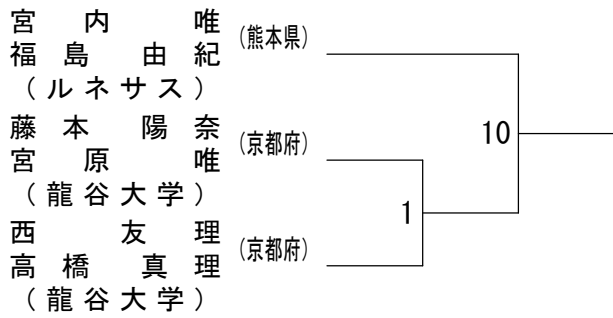 宮内 唯
福島 由紀
(ルネサス)
(熊本県)
藤本 陽奈
宮原 唯
(龍谷大学)
(京都府)
西 友理
高橋 真理
(龍谷大学)
(京都府)
10
1